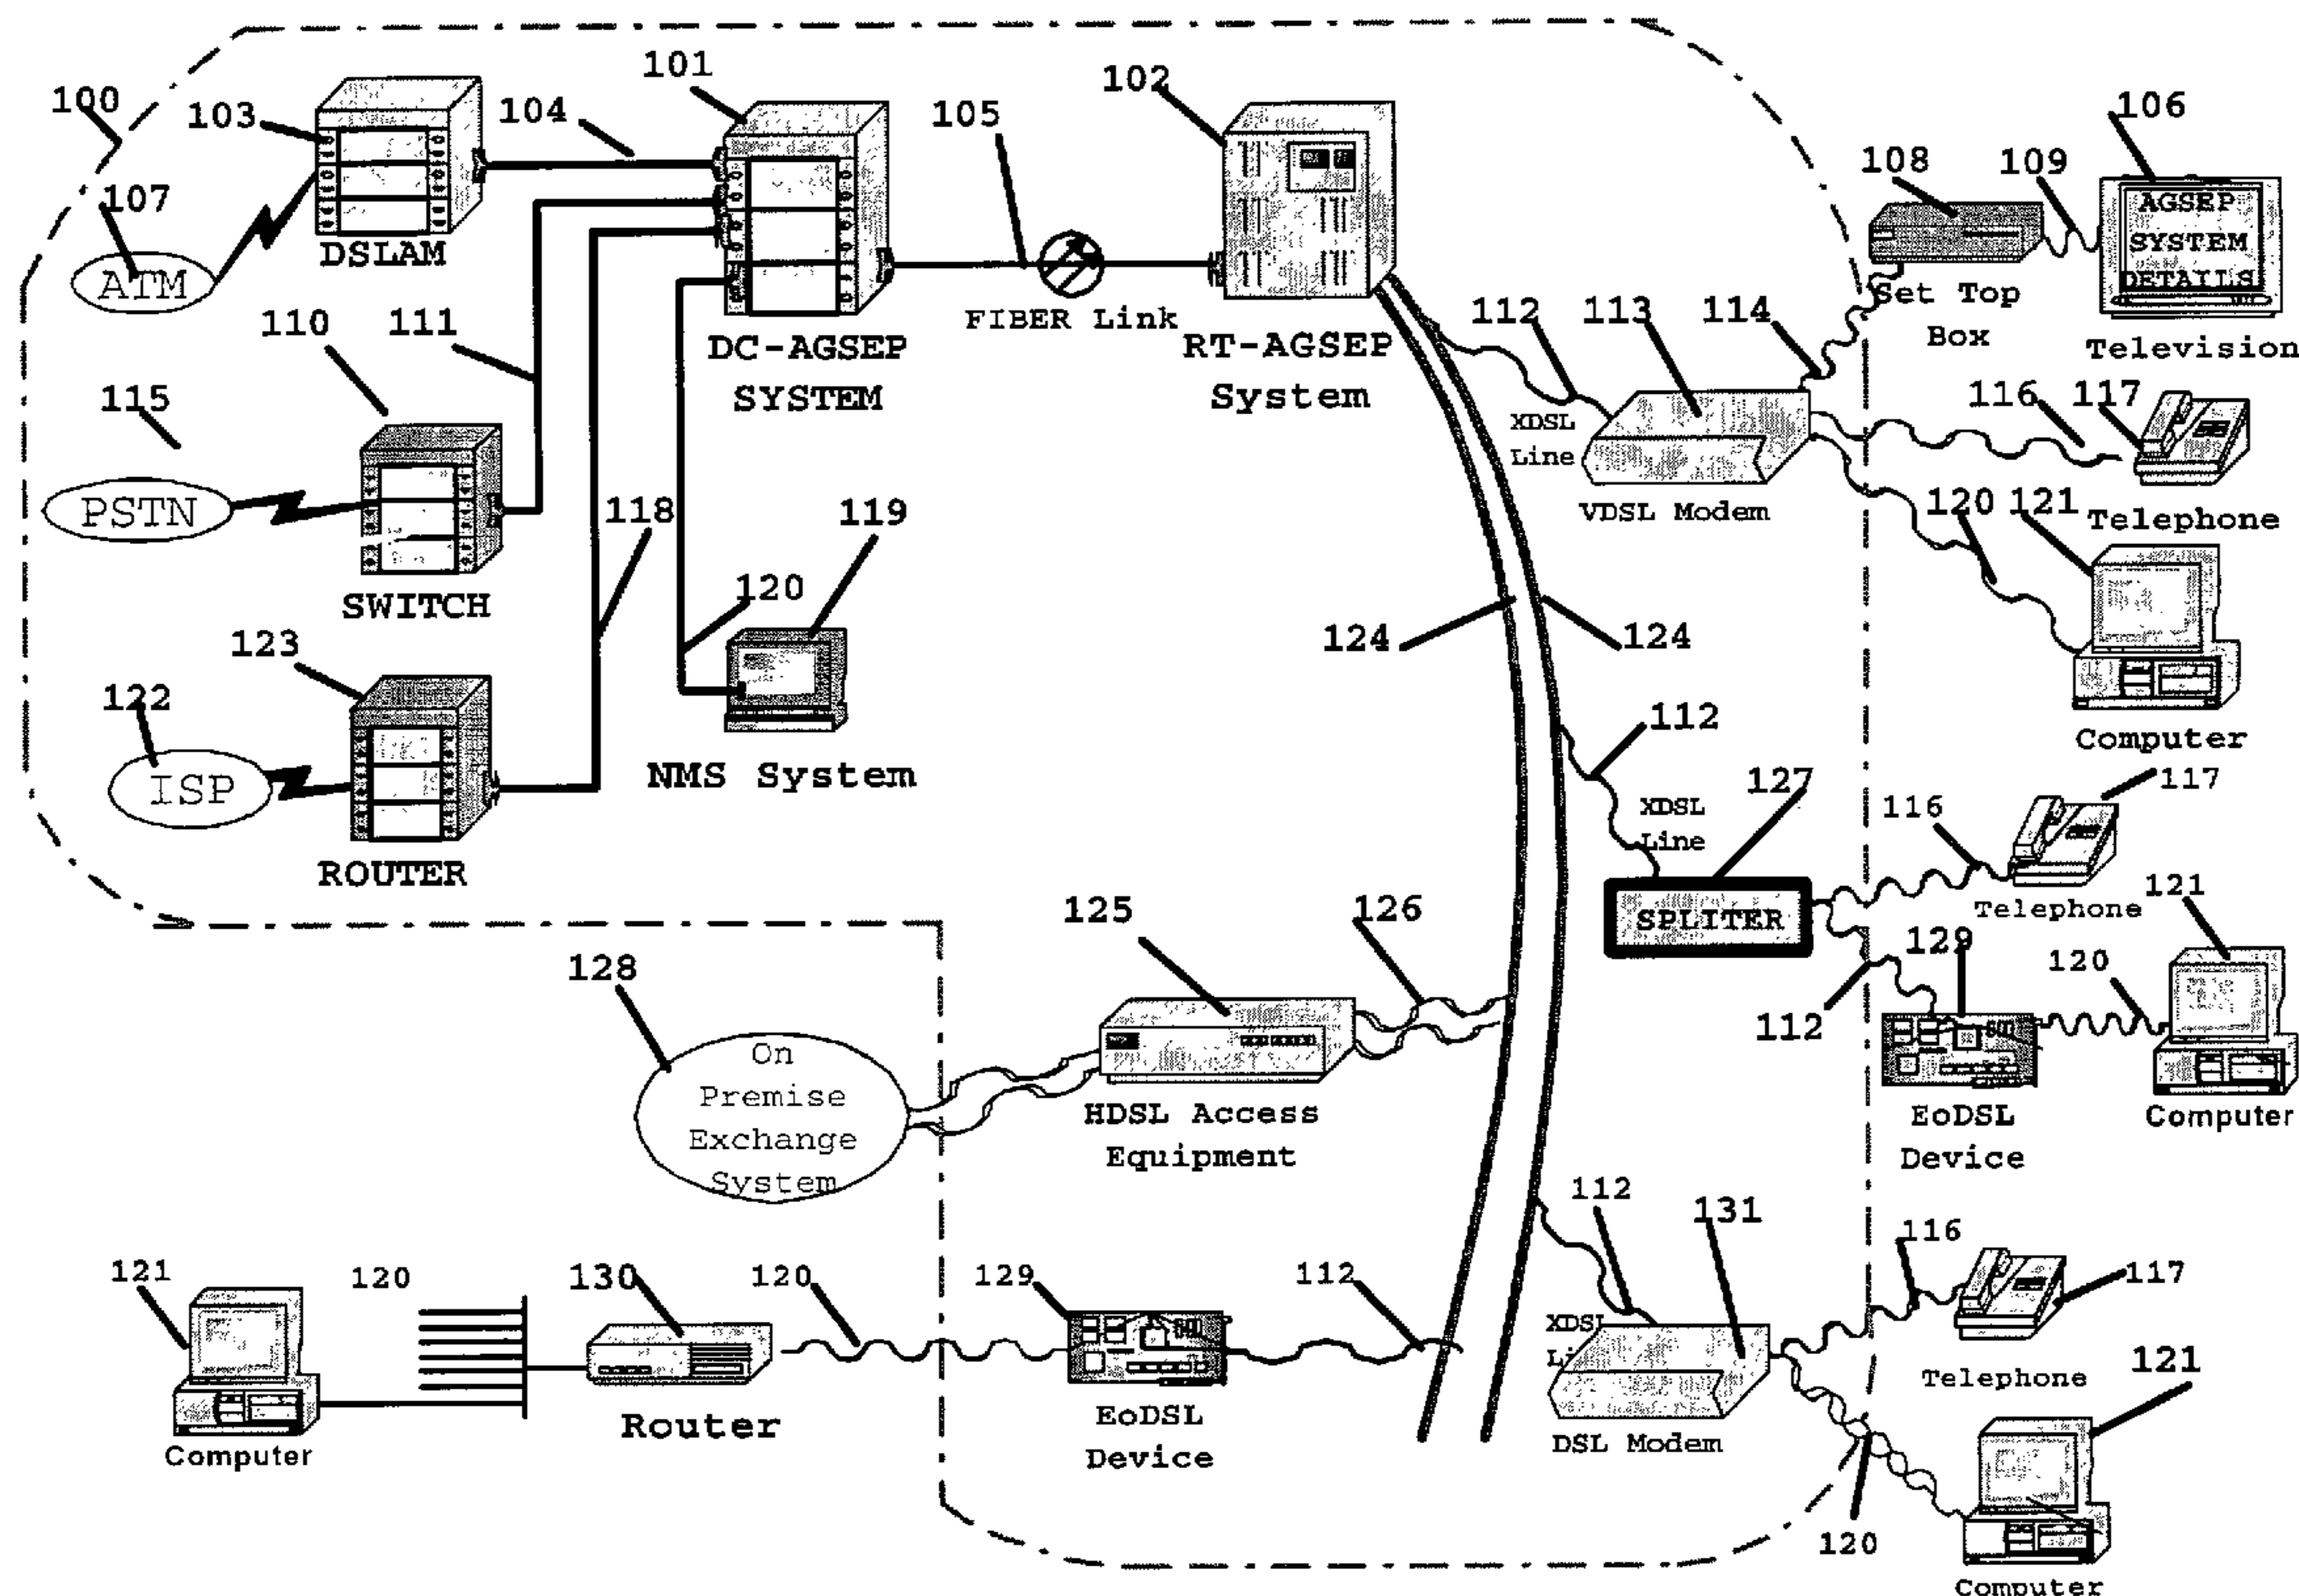 100
103
104
101
105
102
106
107
ATM
DSLAM
FIBER Link
DC-AGSEP
SYSTEM
RT-AGSEP
System
108
109
AGSEP
SYSTEM
DETAILS
Set Top
Box
Television
110
111
112
113
114
115
PSTN
SWITCH
XDSL
Line
VDSL Modem
116
117
Telephone
118
119
120
NMS System
120
121
Computer
122
123
ISP
ROUTER
124
124
112
XDSL
Line
127
SPLITER
116
117
Telephone
112
129
EoDSL
Device
120
121
Computer
125
126
HDSL Access
Equipment
128
On
Premise
Exchange
System
121
Computer
120
130
Router
120
129
EoDSL
Device
112
112
131
XDSL
DSL Modem
116
117
Telephone
120
121
Computer